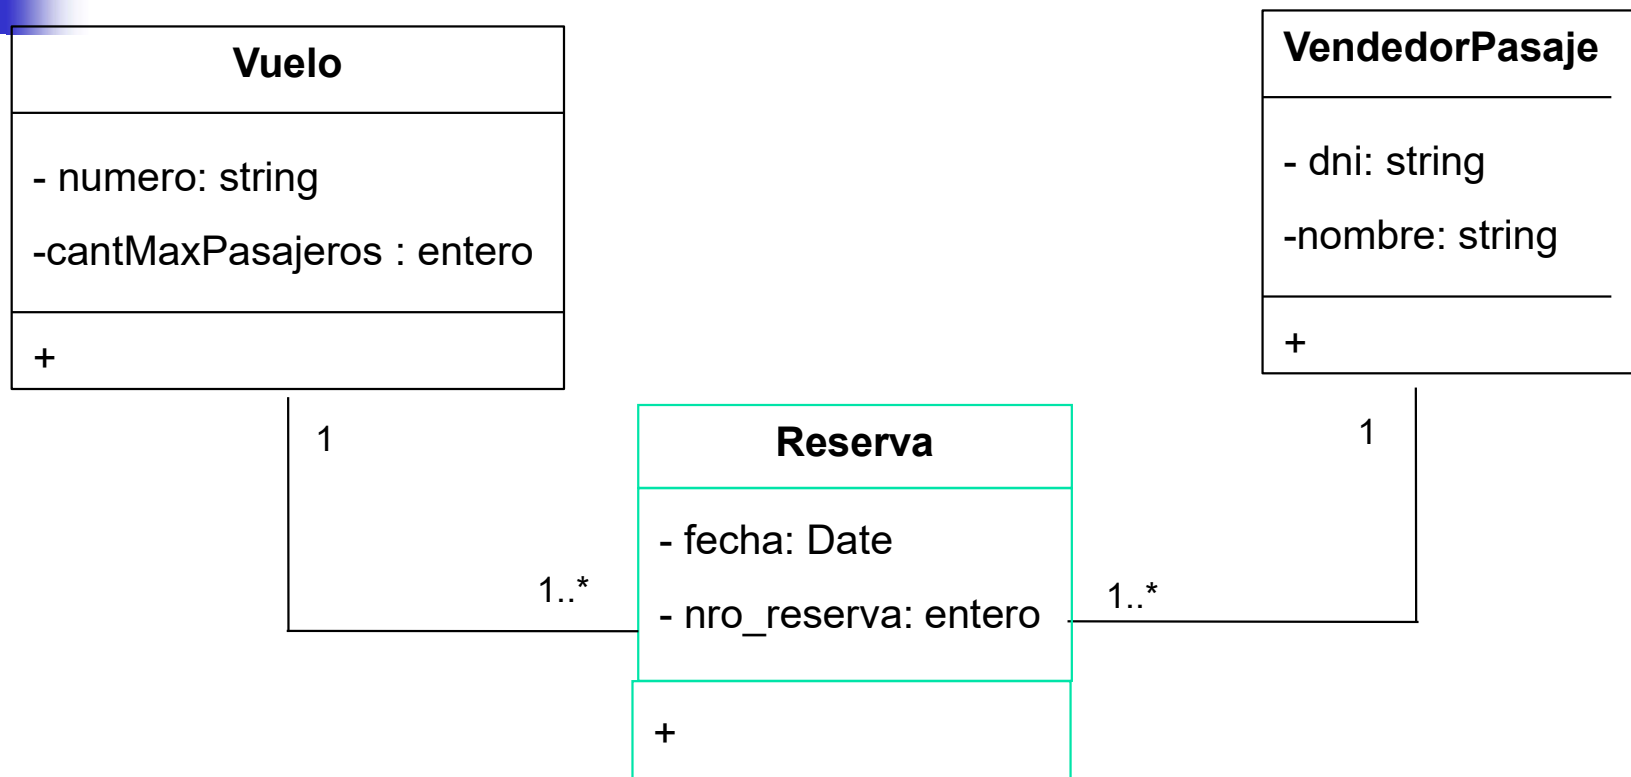 Vuelo
- numero: string
-cantMaxPasajeros : entero
+
VendedorPasaje
- dni: string
-nombre: string
+
1
1
Reserva
- fecha: Date
- nro_reserva: entero
+
1..*
1..*